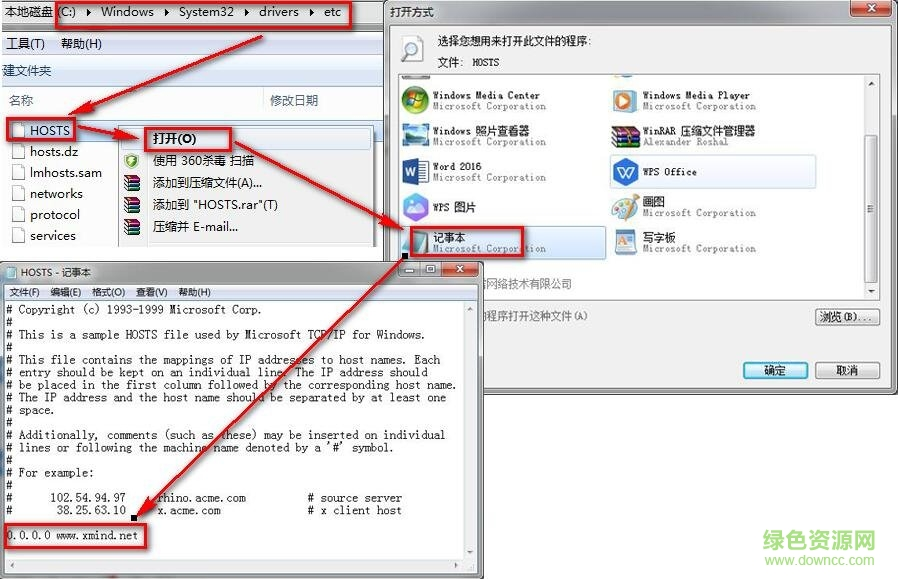 本地磁盘 (C:) ▸ Windows ▸ System32 ▸ drivers ▸ etc
工具(T) 帮助(H)
建文件夹
名称 修改日期
HOSTS
hosts.dz
lmhosts.sam
networks
protocol
services
打开(O)
使用 360杀毒 扫描
添加到压缩文件(A)...
添加到 "HOSTS.rar"(T)
压缩并 E-mail...
打开方式
选择您想用来打开此文件的程序:
文件: HOSTS
Windows Media Center
Microsoft Corporation
Windows Media Player
Microsoft Corporation
Windows 照片查看器
Microsoft Corporation
WinRAR 压缩文件管理器
Alexander Roshal
Word 2016
Microsoft Corporation
WPS Office
WPS 图片
画图
Microsoft Corporation
记事本
Microsoft Corporation
写字板
Microsoft Corporation
网络技术有限公司
的程序打开这种文件(A)
浏览(B)...
确定
取消
HOSTS - 记事本
文件(F) 编辑(E) 格式(O) 查看(V) 帮助(H)
# Copyright (c) 1993-1999 Microsoft Corp.
#
# This is a sample HOSTS file used by Microsoft TCP/IP for Windows.
#
# This file contains the mappings of IP addresses to host names. Each
# entry should be kept on an individual line. The IP address should
# be placed in the first column followed by the corresponding host name.
# The IP address and the host name should be separated by at least one
# space.
#
# Additionally, comments (such as these) may be inserted on individual
# lines or following the machine name denoted by a '#' symbol.
#
# For example:
#
# 102.54.94.97 rhino.acme.com # source server
# 38.25.63.10 x.acme.com # x client host
0.0.0.0 www.xmind.net
绿色资源网
www.downcc.com